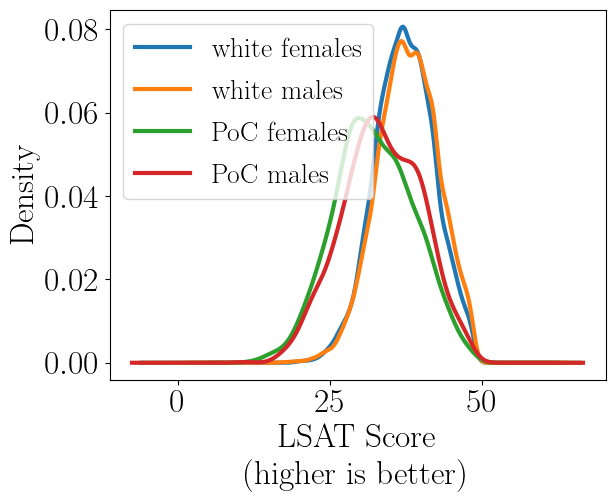 0.08
0.06
0.04
0.02
0.00
Density
white females
white males
PoC females
PoC males
0 25 50
LSAT Score
(higher is better)